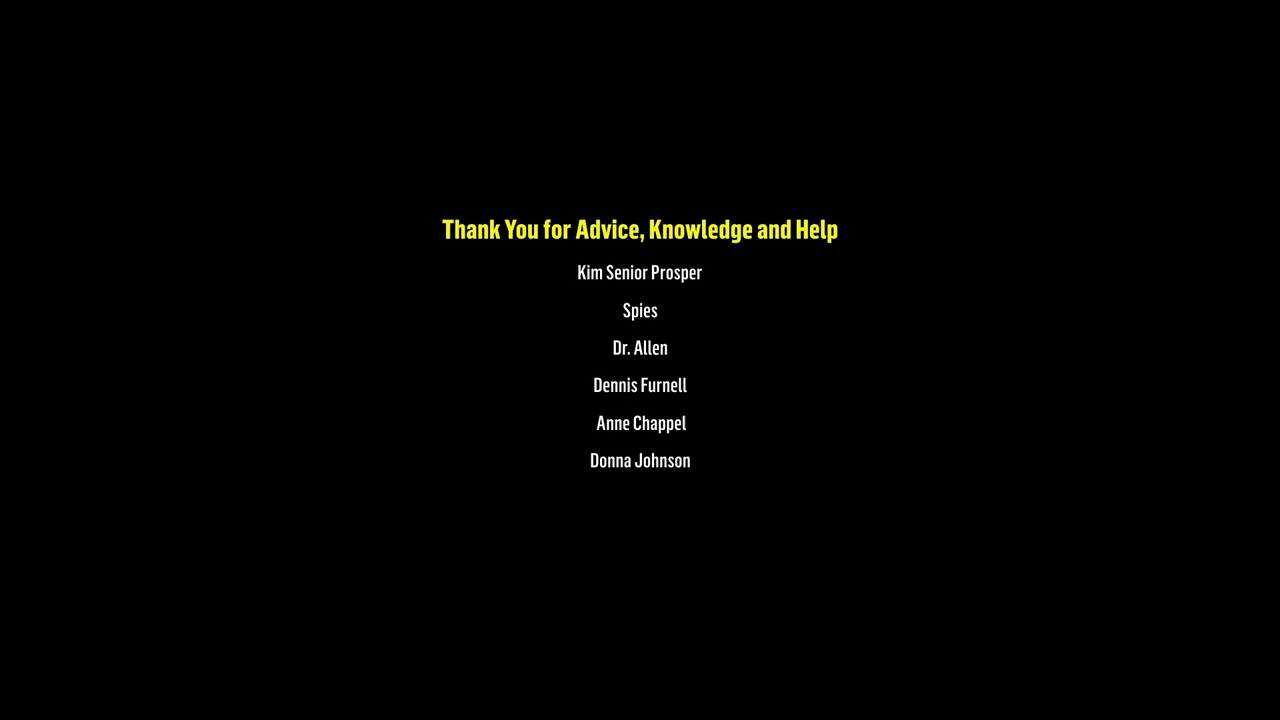 Thank You for Advice, Knowledge and Help
Kim Senior Prosper
Spies
Dr. Allen
Dennis Furnell
Anne Chappel
Donna Johnson